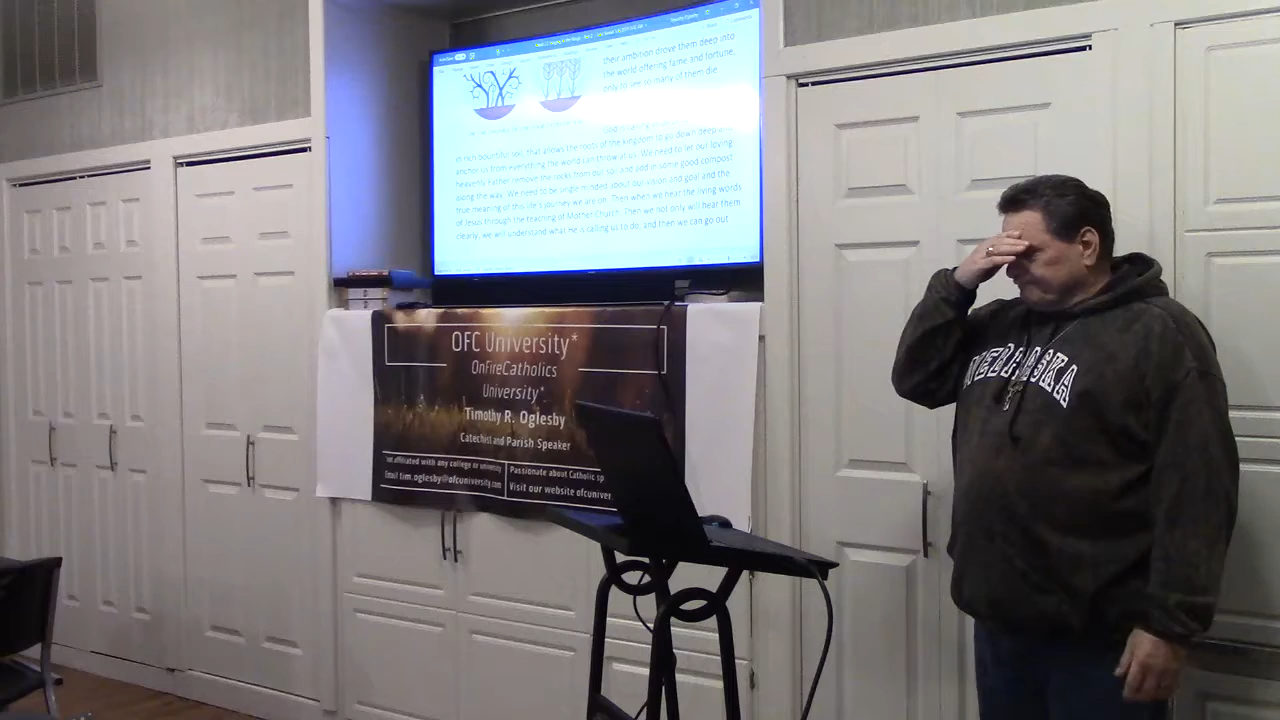 their ambition drove them deep into
the world offering fame and fortune,
only to see so many of them die
in rich bountiful soil that allows the roots of the kingdom to go down deep and
anchor us from everything the world can throw at us. We need to let our loving
heavenly Father remove the rocks from our soil and add in some good compost
along the way. We need to be single minded about our vision and goal and the
true meaning of this life's journey we are on. Then when we hear the living words
of Jesus through the teaching of Mother Church. Then we not only will hear them
clearly, we will understand what He is calling us to do, and then we can go out
OFC University*
OnFireCatholics
University*
Timothy R. Oglesby
Catechist and Parish Speaker
*not affiliated with any college or university
Passionate about Catholic sp
Email tim.oglesby@ofcuniversity.com
Visit our website ofcuniver
NEBRASKA